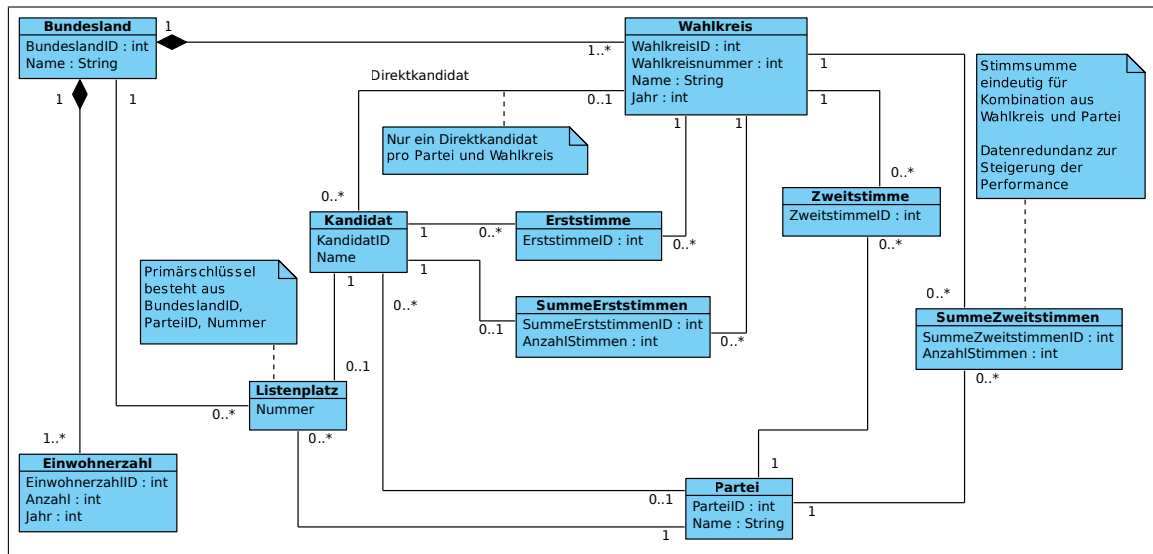 Bundesland
BundeslandID : int
Name : String
1
1..*
1
1
Wahlkreis
WahlkreisID : int
Wahlkreisnummer : int
Name : String
Jahr : int
1
1
0..1
1
1
Direktkandidat
Nur ein Direktkandidat
pro Partei und Wahlkreis
Stimmsumme
eindeutig für
Kombination aus
Wahlkreis und Partei
Datenredundanz zur
Steigerung der
Performance
0..*
0..*
Kandidat
KandidatID
Name
1
0..*
1
0..1
1
0..*
Erststimme
ErststimmeID : int
0..*
Zweitstimme
ZweitstimmeID : int
0..*
Primärschlüssel
besteht aus
BundeslandID,
ParteiID, Nummer
SummeErststimmen
SummeErststimmenID : int
AnzahlStimmen : int
0..*
0..*
SummeZweitstimmen
SummeZweitstimmenID : int
AnzahlStimmen : int
0..*
0..1
Listenplatz
Nummer
0..*
0..*
1..*
Einwohnerzahl
EinwohnerzahlID : int
Anzahl : int
Jahr : int
1
0..1
1
1
Partei
ParteiID : int
Name : String